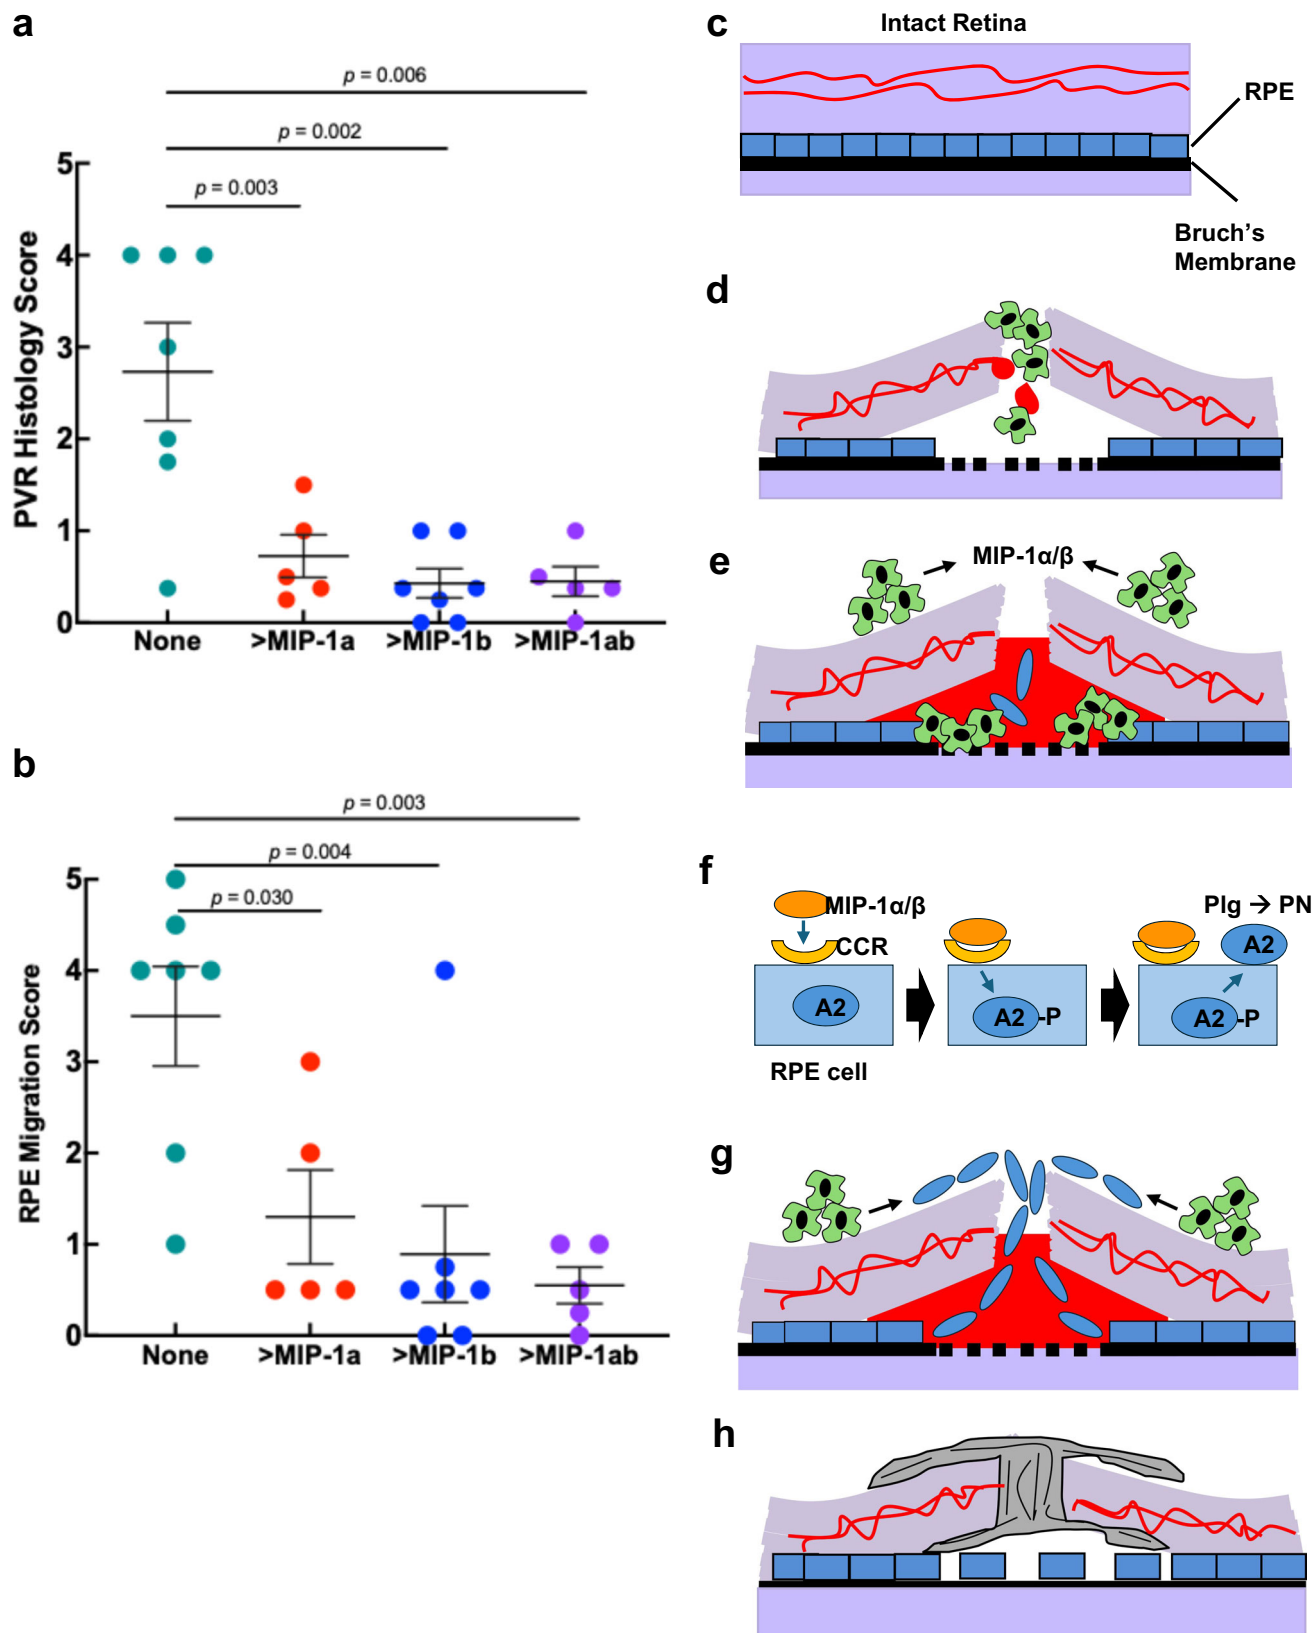 a
p = 0.006
p = 0.002
p = 0.003
PVR Histology Score
5
4
3
2
1
0
None
>MIP-1a
>MIP-1b
>MIP-1ab
b
p = 0.003
p = 0.004
p = 0.030
RPE Migration Score
5
4
3
2
1
0
None
>MIP-1a
>MIP-1b
>MIP-1ab
c
Intact Retina
RPE
Bruch's
Membrane
d
e
MIP-1α/β
f
MIP-1α/β
Plg → PN
CCR
A2
A2
A2
-P
A2
-P
RPE cell
g
h